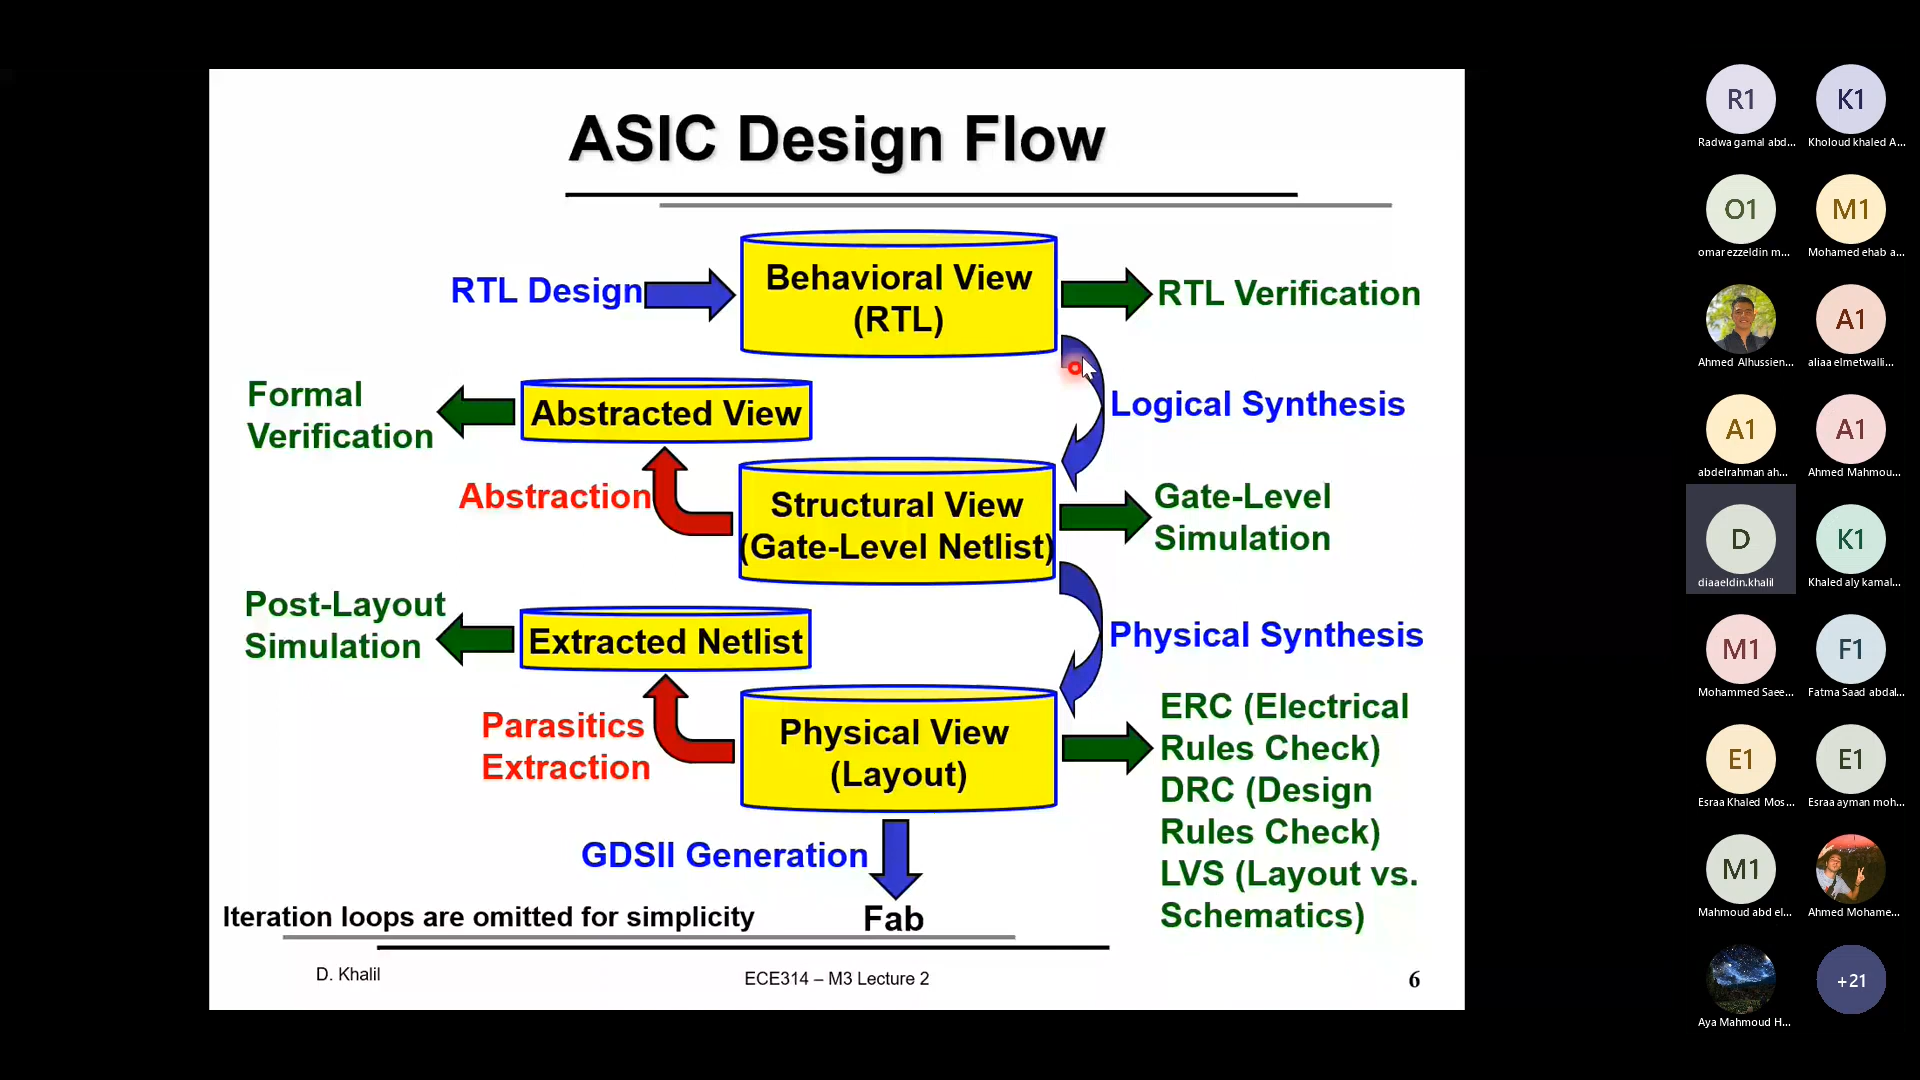 ASIC Design Flow
RTL Design
Behavioral View
(RTL)
RTL Verification
Formal
Verification
Abstracted View
Logical Synthesis
Abstraction
Structural View
(Gate-Level Netlist)
Gate-Level
Simulation
Post-Layout
Simulation
Extracted Netlist
Physical Synthesis
Parasitics
Extraction
Physical View
(Layout)
ERC (Electrical
Rules Check)
DRC (Design
Rules Check)
LVS (Layout vs.
Schematics)
GDSII Generation
Fab
Iteration loops are omitted for simplicity
D. Khalil
ECE314 – M3 Lecture 2
6
R1
Radwa gamal abd...
K1
Kholoud khaled A...
O1
omar ezzeldin m...
M1
Mohamed ehab a...
Ahmed Alhussien...
A1
aliaa elmetwalli...
A1
abdelrahman ah...
A1
Ahmed Mahmou...
D
diaaeldin.khalil
K1
Khaled aly kamal...
M1
Mohammed Saee...
F1
Fatma Saad abdal...
E1
Esraa Khaled Mos...
E1
Esraa ayman moh...
M1
Mahmoud abd el...
Ahmed Mohame...
Aya Mahmoud H...
+21